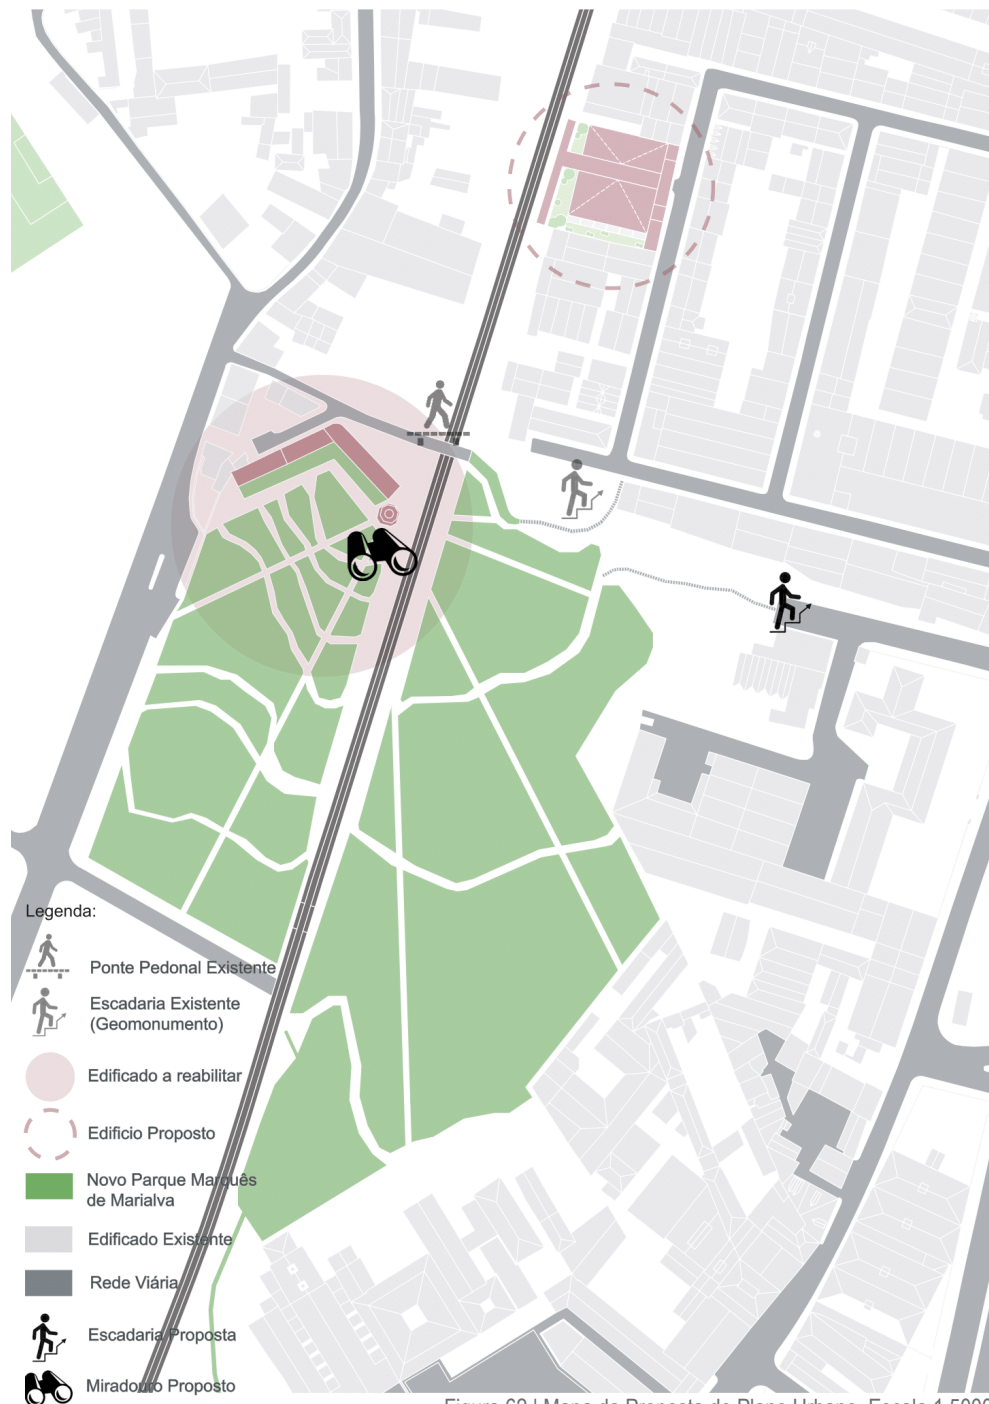 Legenda:
Ponte Pedonal Existente
Escadaria Existente
(Geomonumento)
Edificado a reabilitar
Edificio Proposto
Novo Parque Marquês
de Marialva
Edificado Existente
Rede Viária
Escadaria Proposta
Miradouro Proposto